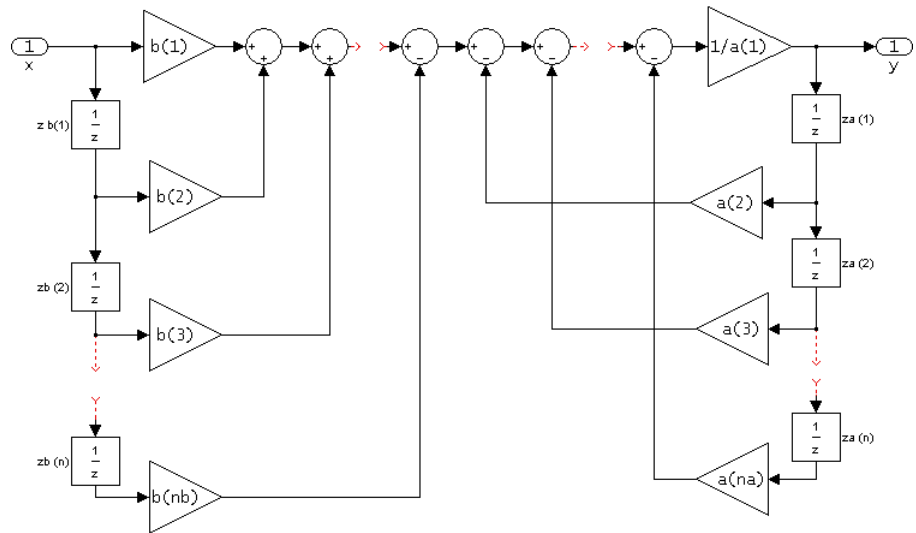 1
x
b(1)
+
+
+
+
+
-
+
-
+
-
+
-
1/a(1)
1
y
zb(1)
1
z
1
z
za(1)
b(2)
a(2)
zb(2)
1
z
1
z
za(2)
b(3)
a(3)
zb(n)
1
z
1
z
za(n)
b(nb)
a(na)